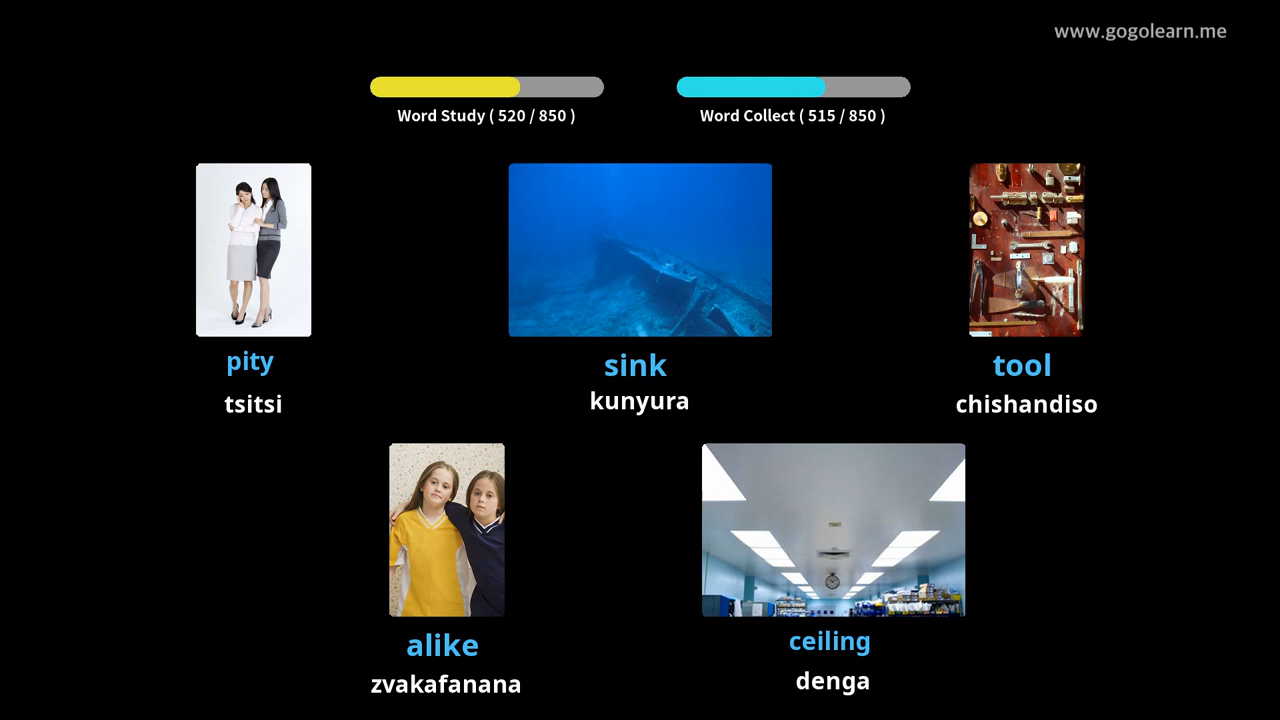 www.gogolearn.me
Word Study ( 520 / 850 )
Word Collect ( 515 / 850 )
pity
tsitsi
sink
kunyura
tool
chishandiso
alike
zvakafanana
ceiling
denga